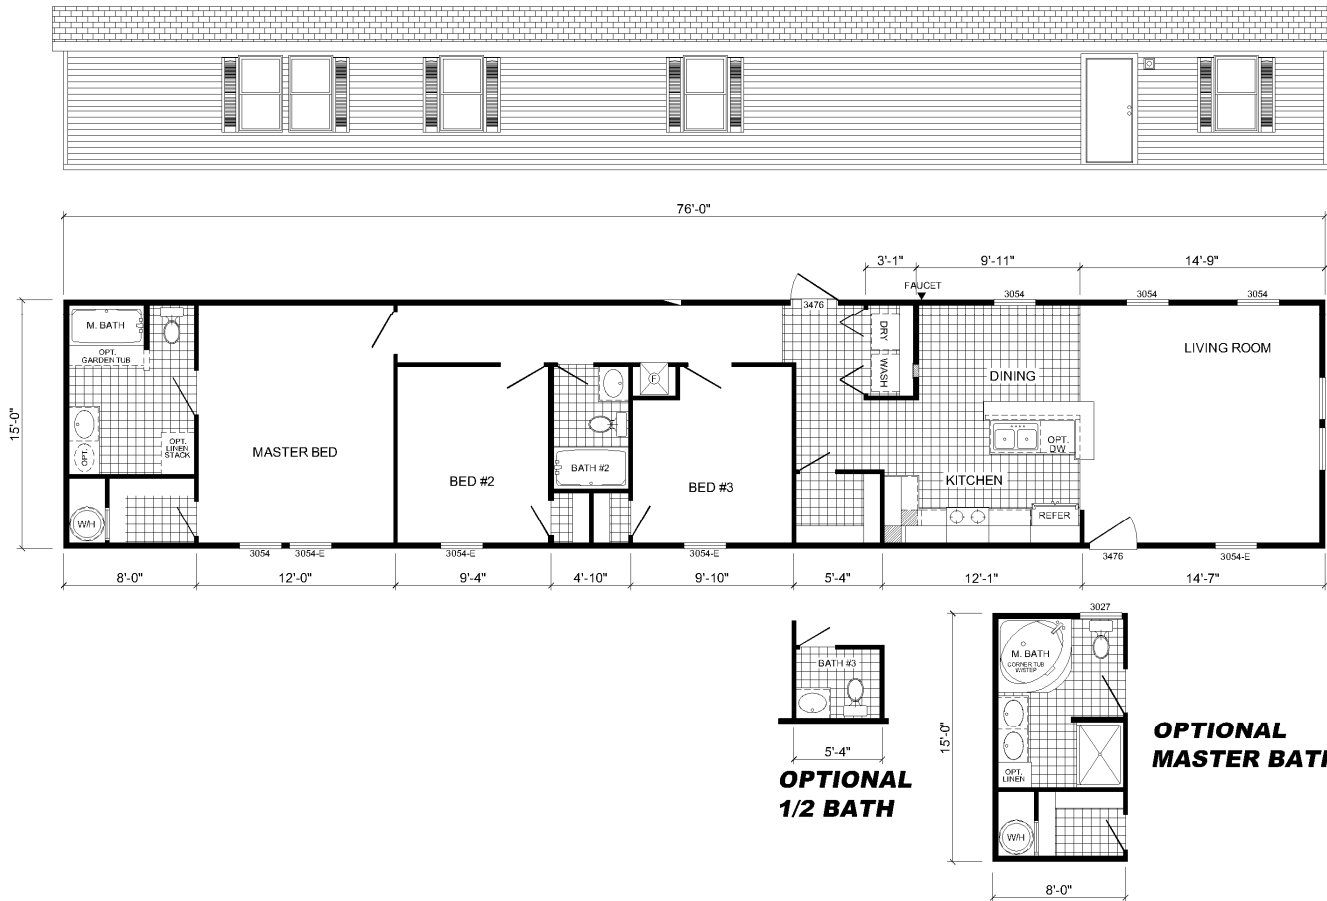 76'-0"
3'-1"
9'-11"
14'-9"
FAUCET
3054
3054
3054
3476
M. BATH
OPT.
GARDEN TUB
DRY
WASH
F
LIVING ROOM
DINING
15'-0"
OPT.
OPT.
LINEN
STACK
MASTER BED
BED #2
BATH #2
BED #3
OPT.
DW
KITCHEN
REFER
W/H
3054
3054-E
3054-E
3054-E
3476
3054-E
8'-0"
12'-0"
9'-4"
4'-10"
9'-10"
5'-4"
12'-1"
14'-7"
BATH #3
5'-4"
OPTIONAL
1/2 BATH
3027
M. BATH
CORNER TUB
W/STEP
15'-0"
OPT.
LINEN
W/H
8'-0"
OPTIONAL
MASTER BATH